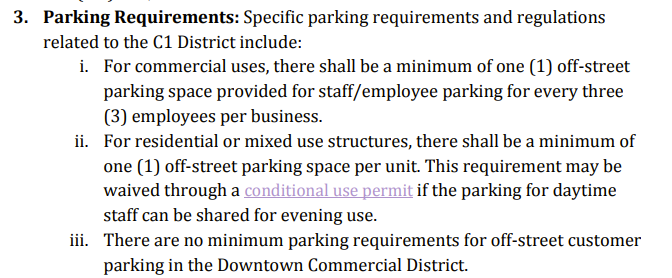 3. Parking Requirements: Specific parking requirements and regulations
related to the C1 District include:
i. For commercial uses, there shall be a minimum of one (1) off-street
parking space provided for staff/employee parking for every three
(3) employees per business.
ii. For residential or mixed use structures, there shall be a minimum of
one (1) off-street parking space per unit. This requirement may be
waived through a conditional use permit if the parking for daytime
staff can be shared for evening use.
iii. There are no minimum parking requirements for off-street customer
parking in the Downtown Commercial District.